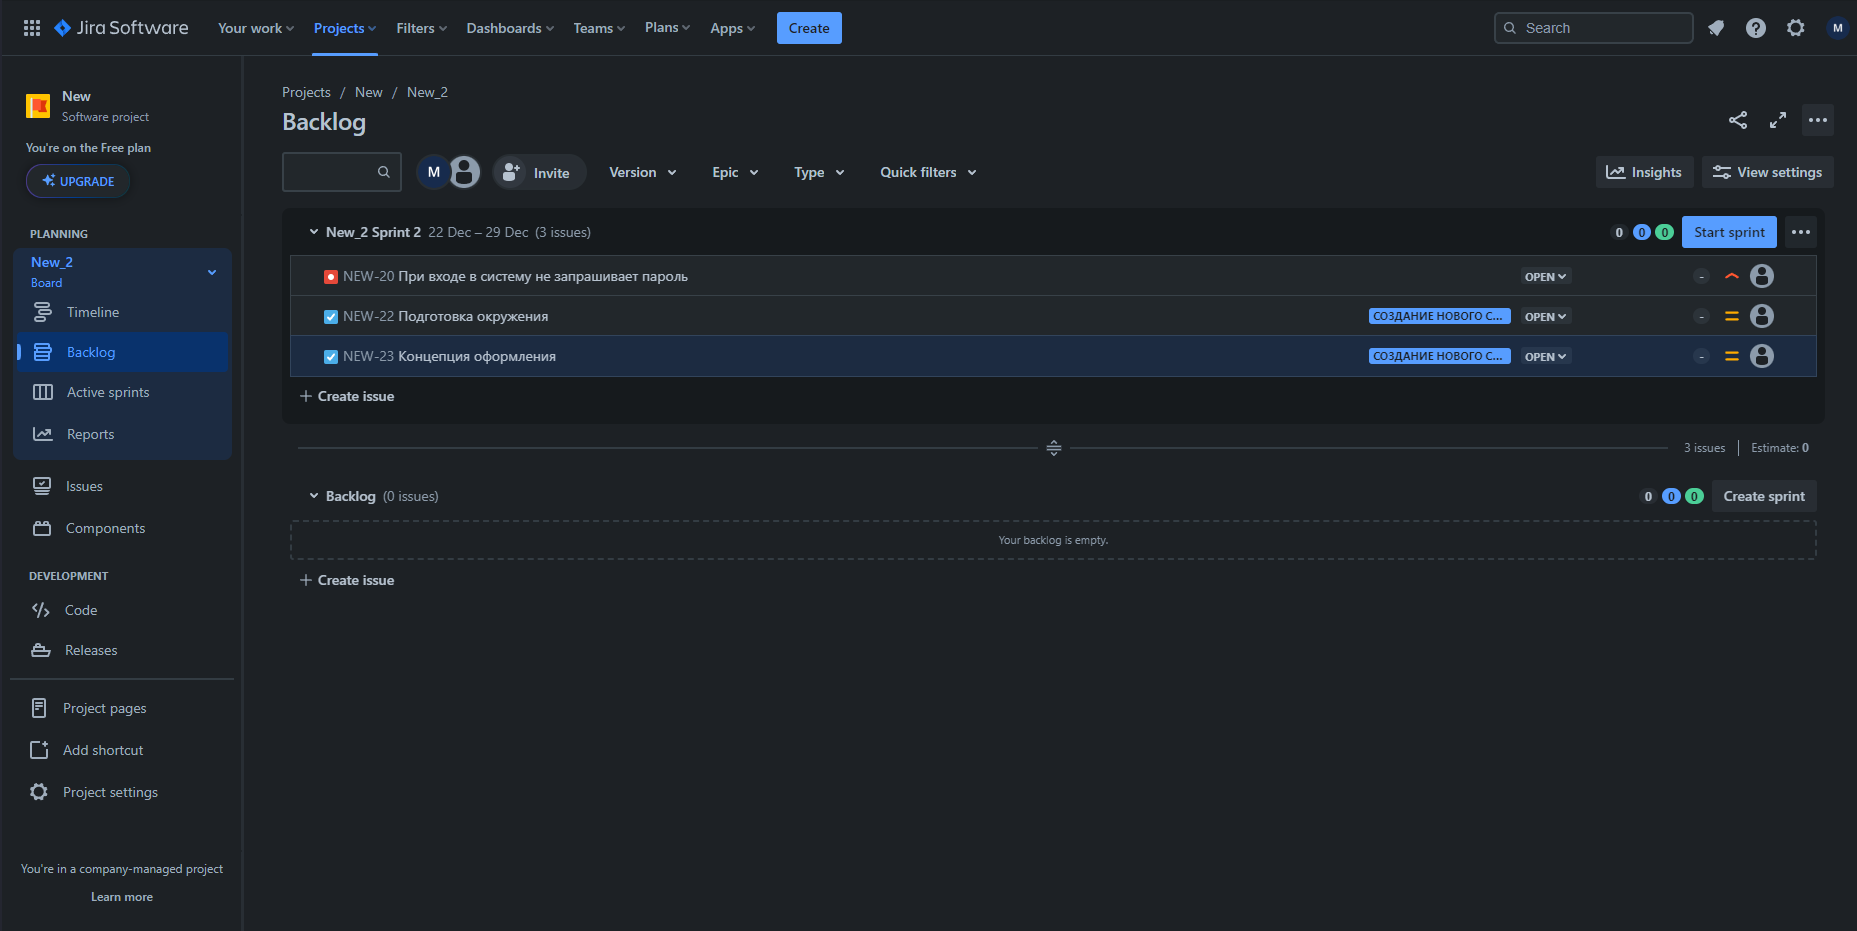 Jira Software Your work Projects Filters Dashboards Teams Plans Apps Create Search M
New
Software project
You're on the Free plan
UPGRADE
PLANNING
New_2
Board
Timeline
Backlog
Active sprints
Reports
Issues
Components
DEVELOPMENT
Code
Releases
Project pages
Add shortcut
Project settings
You're in a company-managed project
Learn more
Projects / New / New_2
Backlog
M Invite Version Epic Type Quick filters Insights View settings
New_2 Sprint 2 22 Dec – 29 Dec (3 issues) 0 0 0 Start sprint
NEW-20 При входе в систему не запрашивает пароль OPEN -
NEW-22 Подготовка окружения СОЗДАНИЕ НОВОГО С... OPEN -
NEW-23 Концепция оформления СОЗДАНИЕ НОВОГО С... OPEN -
+ Create issue
3 issues Estimate: 0
Backlog (0 issues) 0 0 0 Create sprint
Your backlog is empty.
+ Create issue